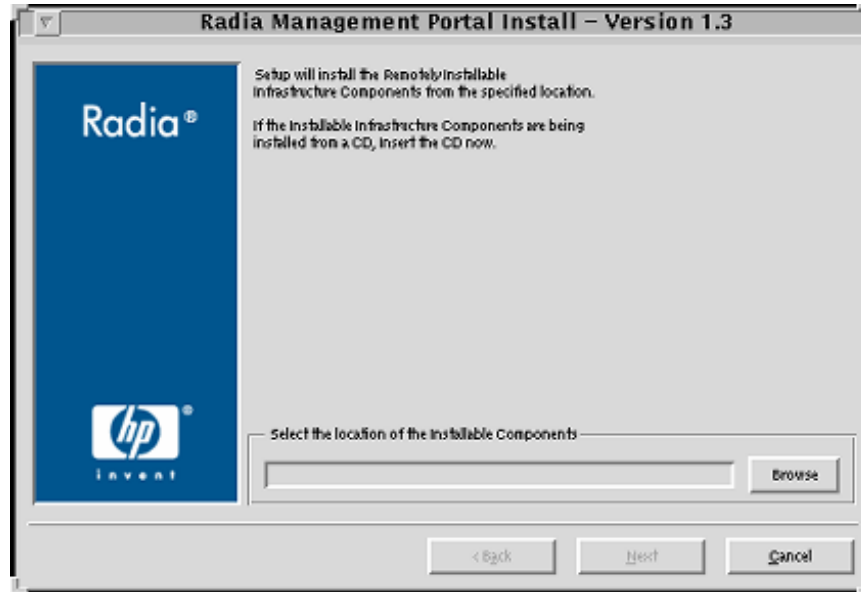 Radia Management Portal Install – Version 1.3
Radia®
Setup will install the Remotely Installable
Infrastructure Components from the specified location.
If the Installable Infrastructure Components are being
installed from a CD, insert the CD now.
hp®
invent
Select the location of the Installable Components
Browse
< Back
Next
Cancel